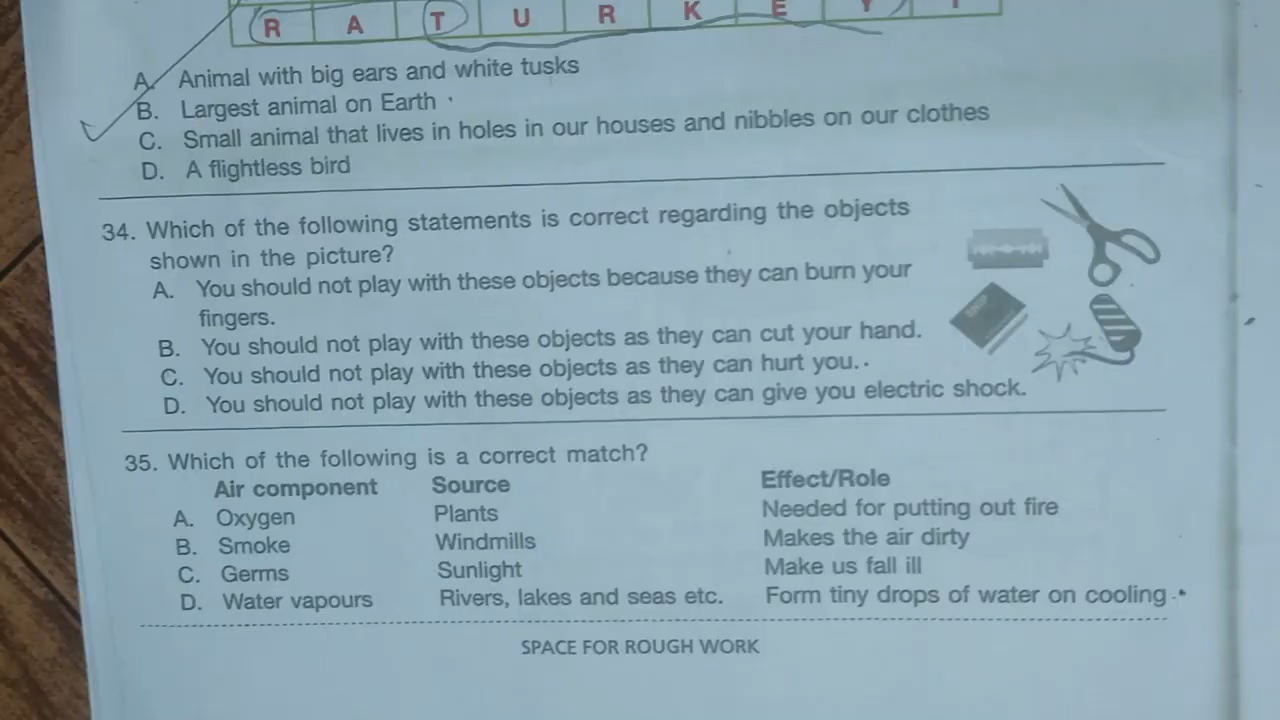 R A T U R K E Y
A. Animal with big ears and white tusks
B. Largest animal on Earth
C. Small animal that lives in holes in our houses and nibbles on our clothes
D. A flightless bird
34. Which of the following statements is correct regarding the objects
shown in the picture?
A. You should not play with these objects because they can burn your
fingers.
B. You should not play with these objects as they can cut your hand.
C. You should not play with these objects as they can hurt you.
D. You should not play with these objects as they can give you electric shock.
35. Which of the following is a correct match?
Air component Source Effect/Role
A. Oxygen Plants Needed for putting out fire
B. Smoke Windmills Makes the air dirty
C. Germs Sunlight Make us fall ill
D. Water vapours Rivers, lakes and seas etc. Form tiny drops of water on cooling
SPACE FOR ROUGH WORK